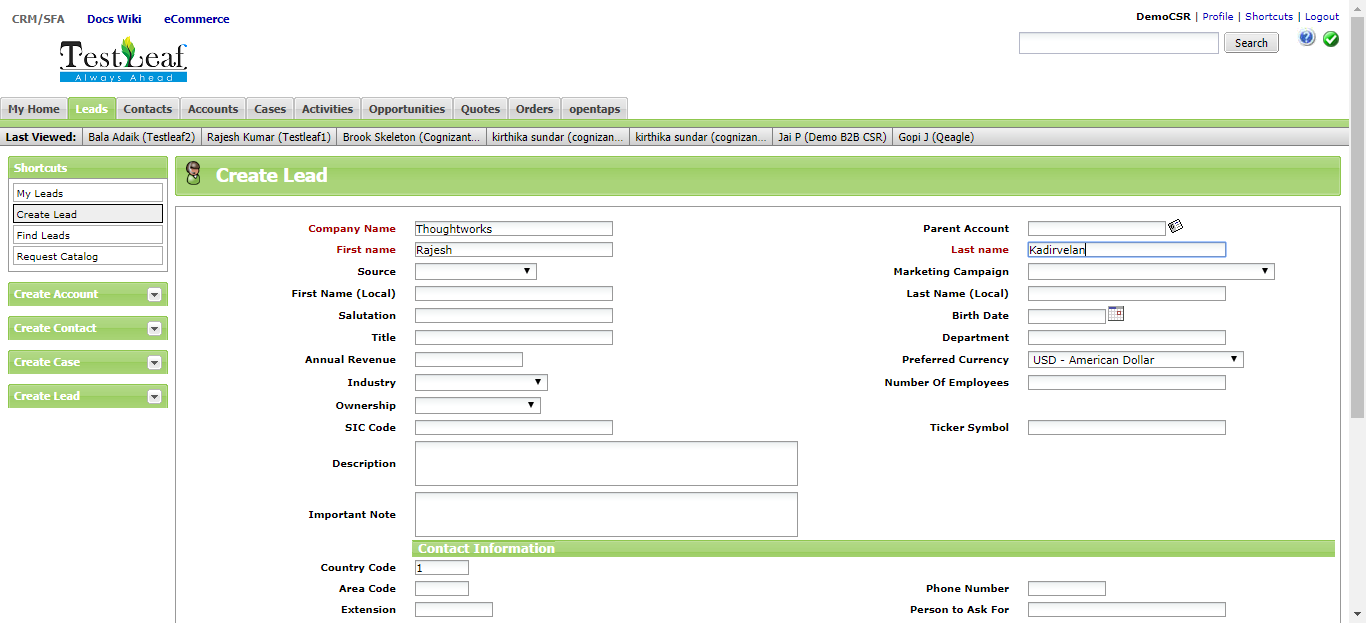 CRM/SFA Docs Wiki eCommerce
DemoCSR | Profile | Shortcuts | Logout
TestLeaf
Always Ahead
Search
My Home Leads Contacts Accounts Cases Activities Opportunities Quotes Orders opentaps
Last Viewed: Bala Adaik (Testleaf2) Rajesh Kumar (Testleaf1) Brook Skeleton (Cognizant... kirthika sundar (cognizan... kirthika sundar (cognizan... Jai P (Demo B2B CSR) Gopi J (Qeagle)
Shortcuts
My Leads
Create Lead
Find Leads
Request Catalog
Create Account
Create Contact
Create Case
Create Lead
Create Lead
Company Name Thoughtworks Parent Account
First name Rajesh Last name Kadirvelan
Source Marketing Campaign
First Name (Local) Last Name (Local)
Salutation Birth Date
Title Department
Annual Revenue Preferred Currency USD - American Dollar
Industry Number Of Employees
Ownership
SIC Code Ticker Symbol
Description
Important Note
Contact Information
Country Code 1
Area Code Phone Number
Extension Person to Ask For